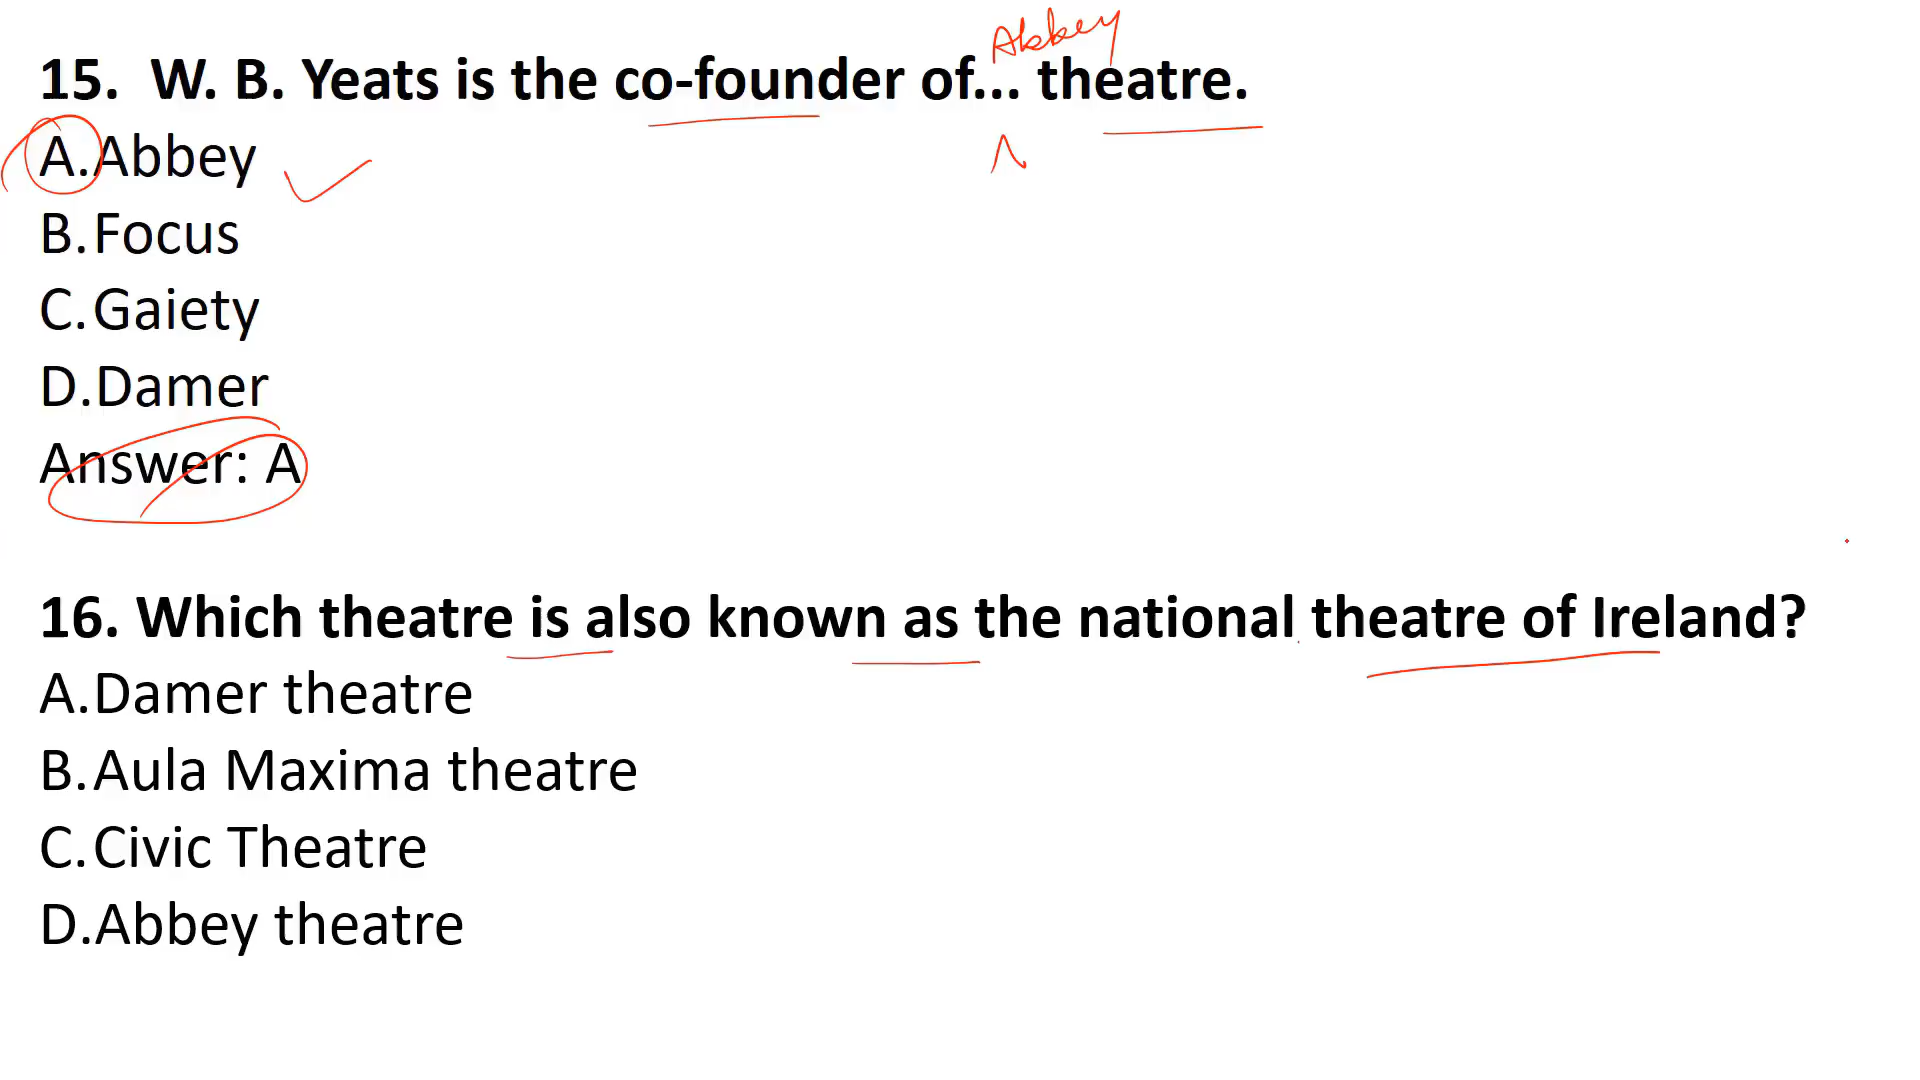 Abbey
15. W. B. Yeats is the co-founder of... theatre.
A. Abbey
B. Focus
C. Gaiety
D. Damer
Answer: A
16. Which theatre is also known as the national theatre of Ireland?
A. Damer theatre
B. Aula Maxima theatre
C. Civic Theatre
D. Abbey theatre